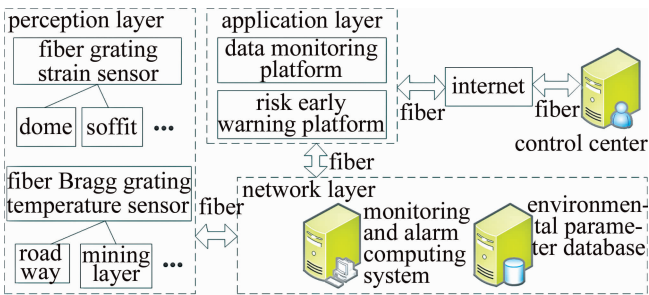 perception layer
fiber grating
strain sensor
dome
soffit
...
fiber Bragg grating
temperature sensor
road
way
mining
layer
...
fiber
application layer
data monitoring
platform
risk early
warning platform
fiber
internet
fiber
control center
fiber
network layer
monitoring
and alarm
computing
system
environmen-
tal parame-
ter database